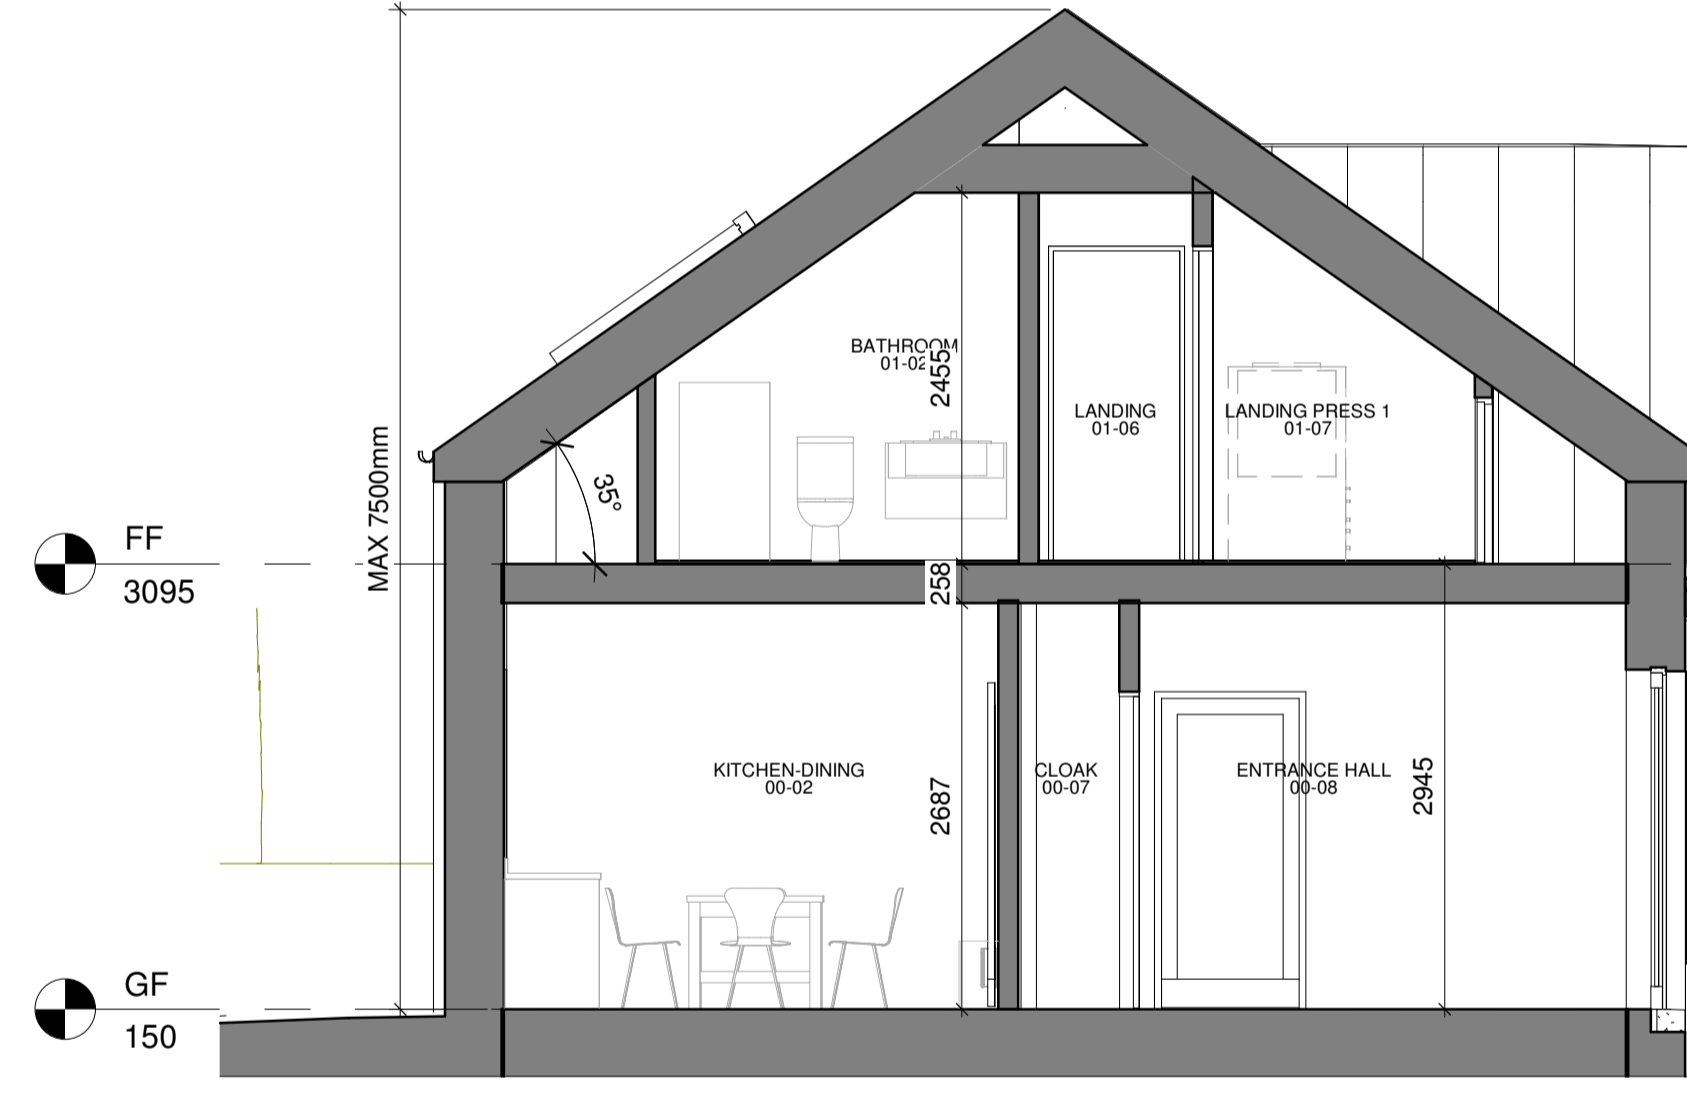 BATHROOM
01-02
2455
LANDING
01-06
LANDING PRESS 1
01-07
MAX 7500mm
35°
FF
3095
258
KITCHEN-DINING
00-02
2687
CLOAK
00-07
ENTRANCE HALL
00-08
2945
GF
150